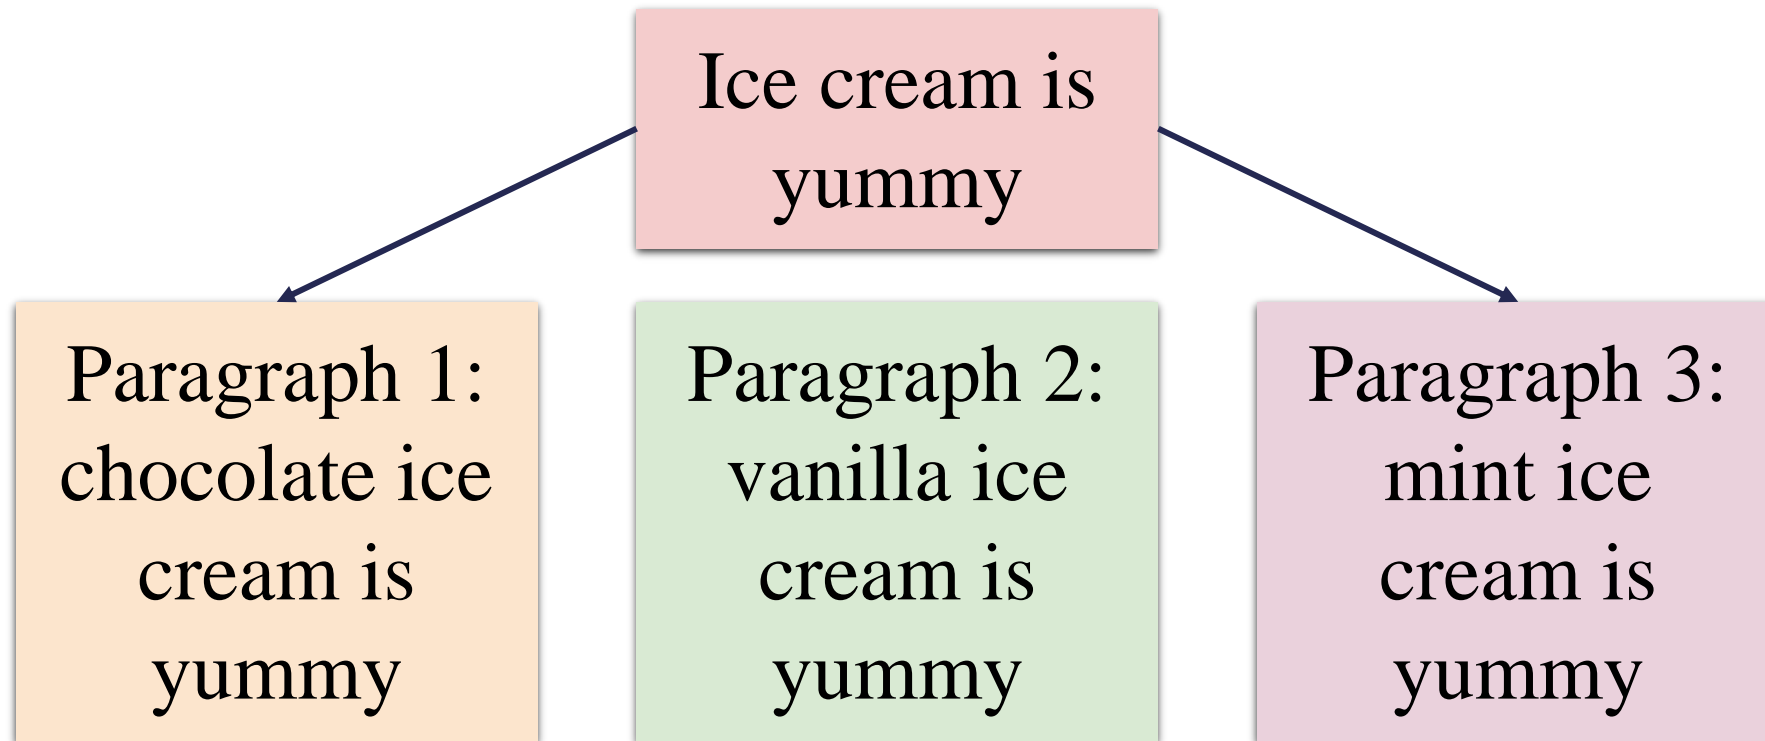 Ice cream is
yummy
Paragraph 1:
chocolate ice
cream is
yummy
Paragraph 2:
vanilla ice
cream is
yummy
Paragraph 3:
mint ice
cream is
yummy